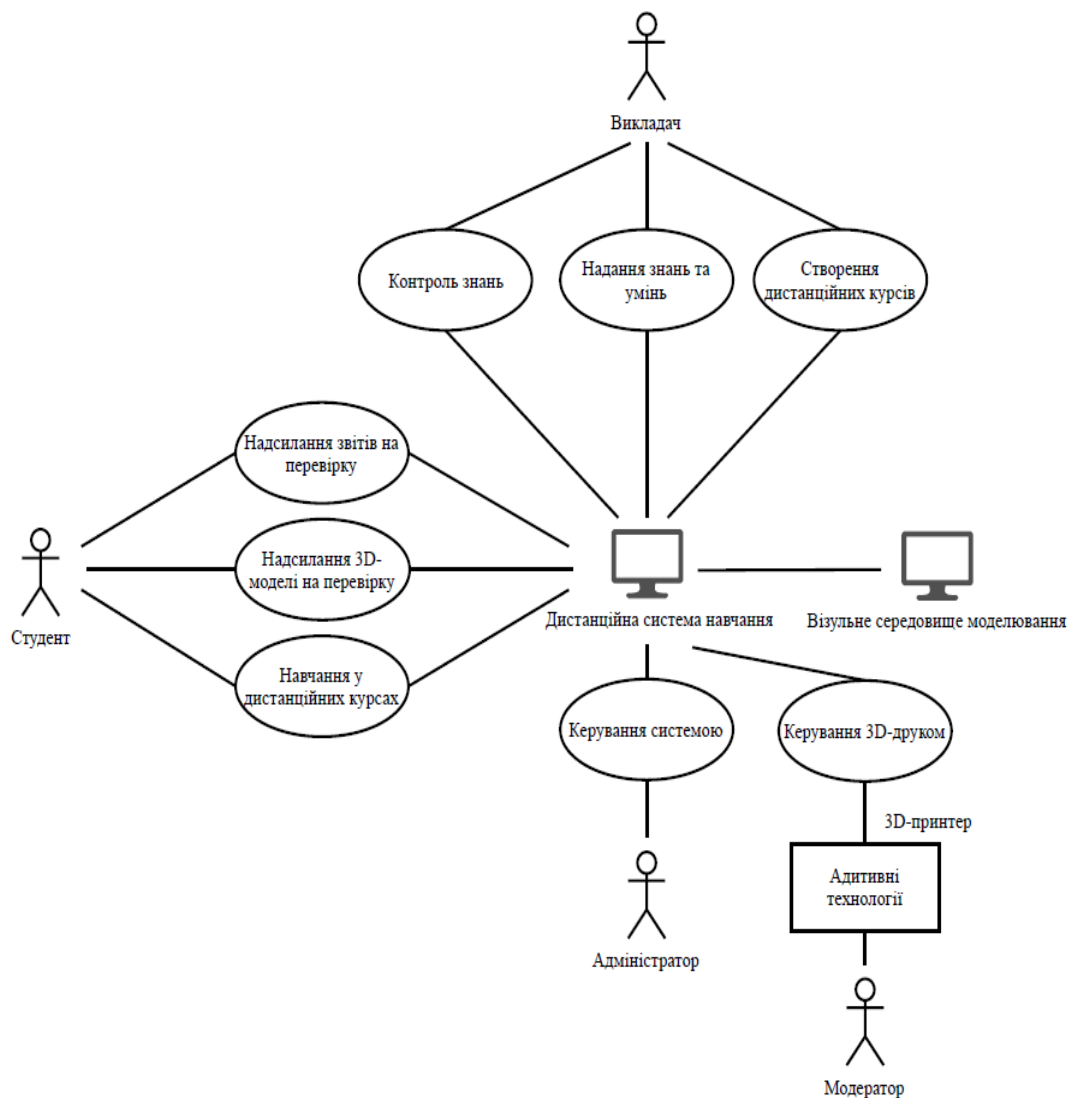 Викладач
Контроль знань
Надання знань та
умінь
Створення
дистанційних курсів
Надсилання звітів на
перевірку
Надсилання 3D-
моделі на перевірку
Навчання у
дистанційних курсах
Студент
Дистанційна система навчання
Візульне середовище моделювання
Керування системою
Керування 3D-друком
3D-принтер
Адитивні
технології
Адміністратор
Модератор